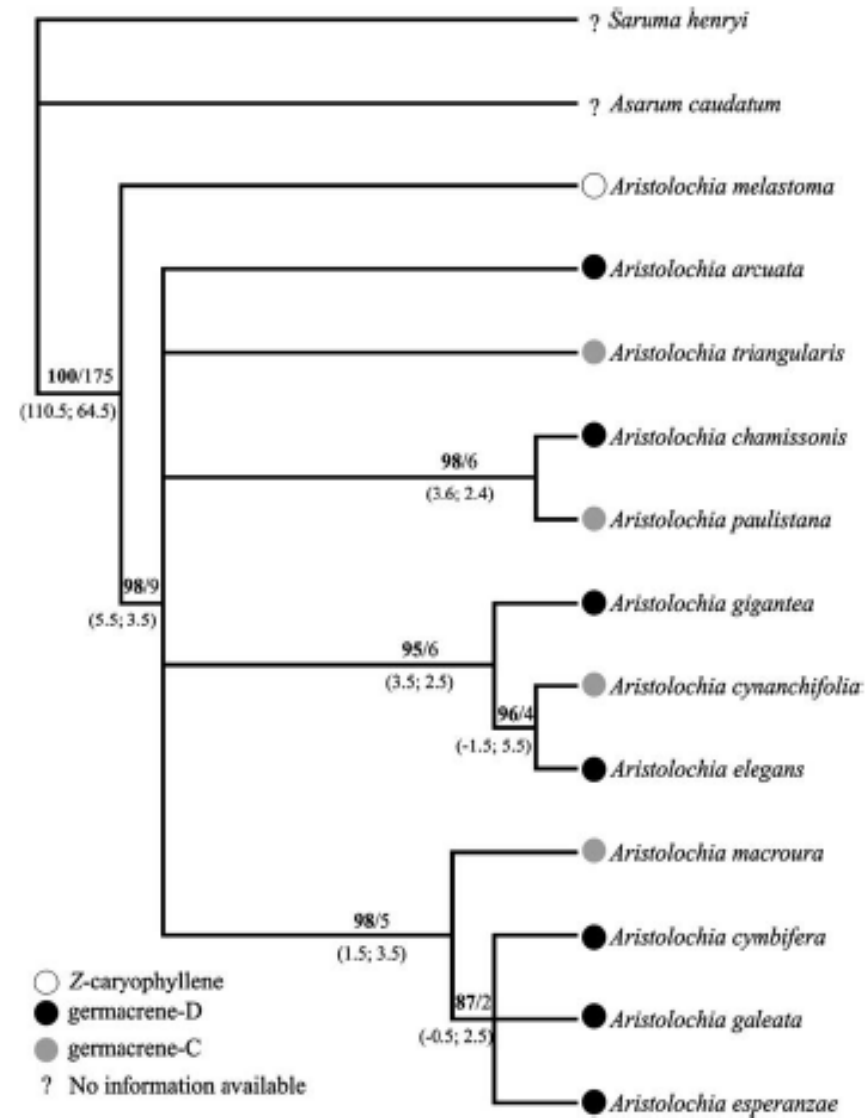 ? Saruma henryi
? Asarum caudatum
Aristolochia melastoma
Aristolochia arcuata
Aristolochia triangularis
100/175
(110.5; 64.5)
Aristolochia chamissonis
98/6
(3.6; 2.4)
Aristolochia paulistana
98/9
(5.5; 3.5)
Aristolochia gigantea
95/6
(3.5; 2.5)
Aristolochia cynanchifolia
96/4
(-1.5; 5.5)
Aristolochia elegans
Aristolochia macroura
98/5
(1.5; 3.5)
Aristolochia cymbifera
87/2
(-0.5; 2.5)
Aristolochia galeata
Aristolochia esperanzae
Z-caryophyllene
germacrene-D
germacrene-C
? No information available